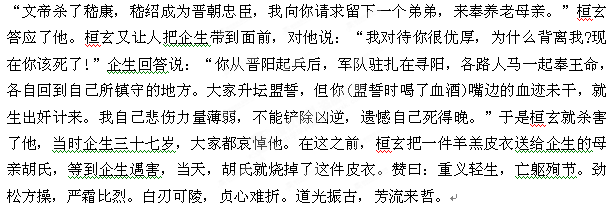 “文帝杀了嵇康，嵇绍成为晋朝忠臣，我向你请求留下一个弟弟，来奉养老母亲。”桓玄
答应了他。桓玄又让人把企生带到面前，对他说：“我对待你很优厚，为什么背离我?现
在你该死了!”企生回答说：“你从晋阳起兵后，军队驻扎在寻阳，各路人马一起奉王命，
各自回到自己所镇守的地方。大家升坛盟誓，但你(盟誓时喝了血酒)嘴边的血迹未干，就
生出奸计来。我自己悲伤力量薄弱，不能铲除凶逆，遗憾自己死得晚。”于是桓玄就杀害
了他，当时企生三十七岁，大家都哀悼他。在这之前，桓玄把一件羊羔皮衣送给企生的母
亲胡氏，等到企生遇害，当天，胡氏就烧掉了这件皮衣。赞曰：重义轻生，亡躯殉节。劲
松方操，严霜比烈。白刃可陵，贞心难折。道光振古，芳流来哲。